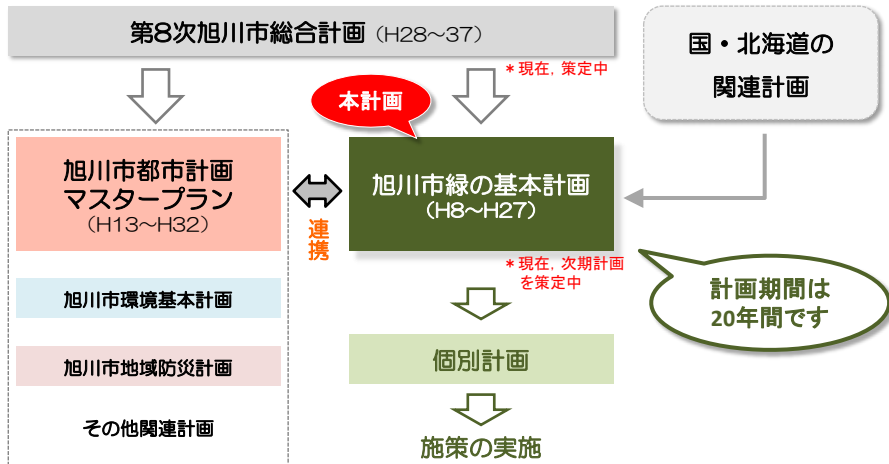 第8次旭川市総合計画（H28～37）
＊現在，策定中
国・北海道の
関連計画
本計画
旭川市都市計画
マスタープラン
（H13～H32）
連携
旭川市緑の基本計画
（H8～H27）
＊現在，次期計画
を策定中
計画期間は
20年間です
旭川市環境基本計画
旭川市地域防災計画
その他関連計画
個別計画
施策の実施